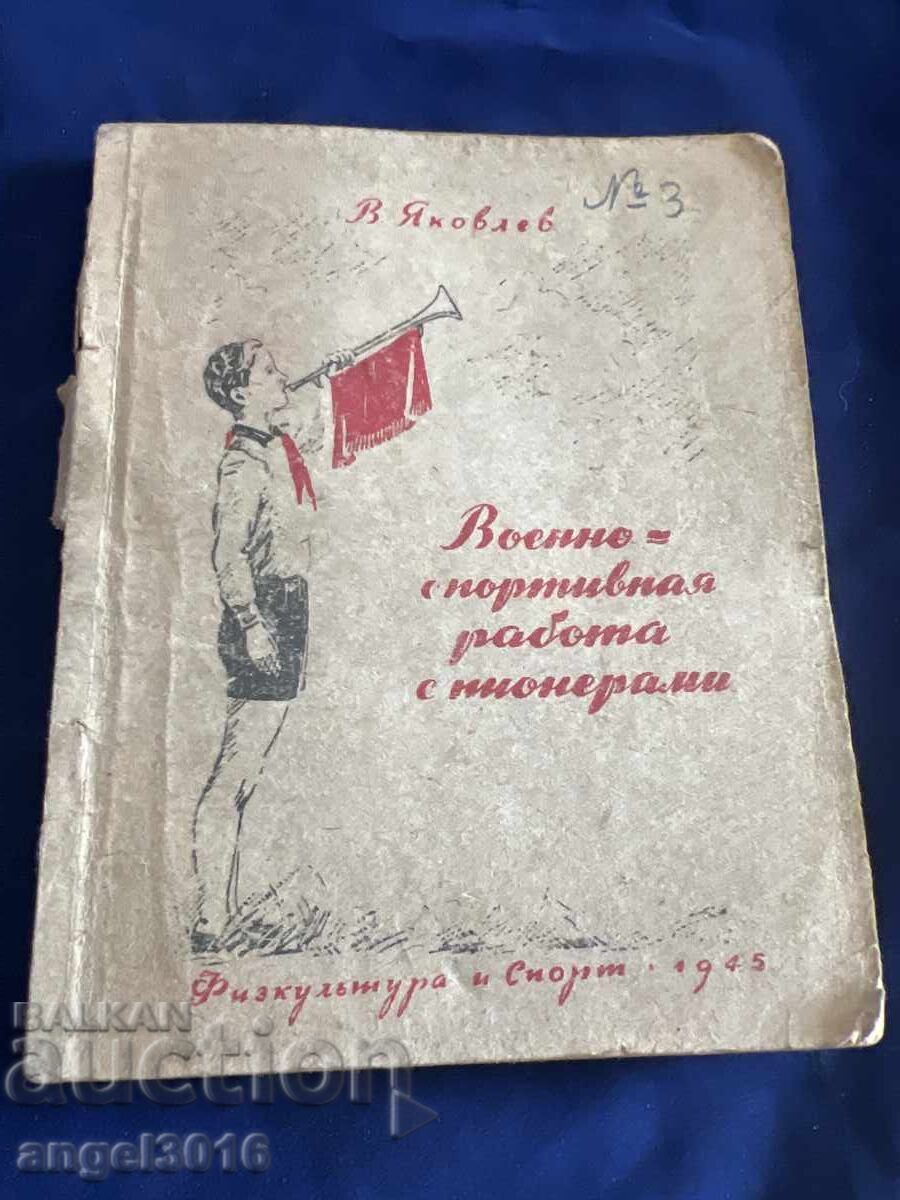 В Яковлев
№ 3
Военно=
спортивная
работа
с пионерами
Физкультура и Спорт · 1945
BALKAN
auction
angel3016